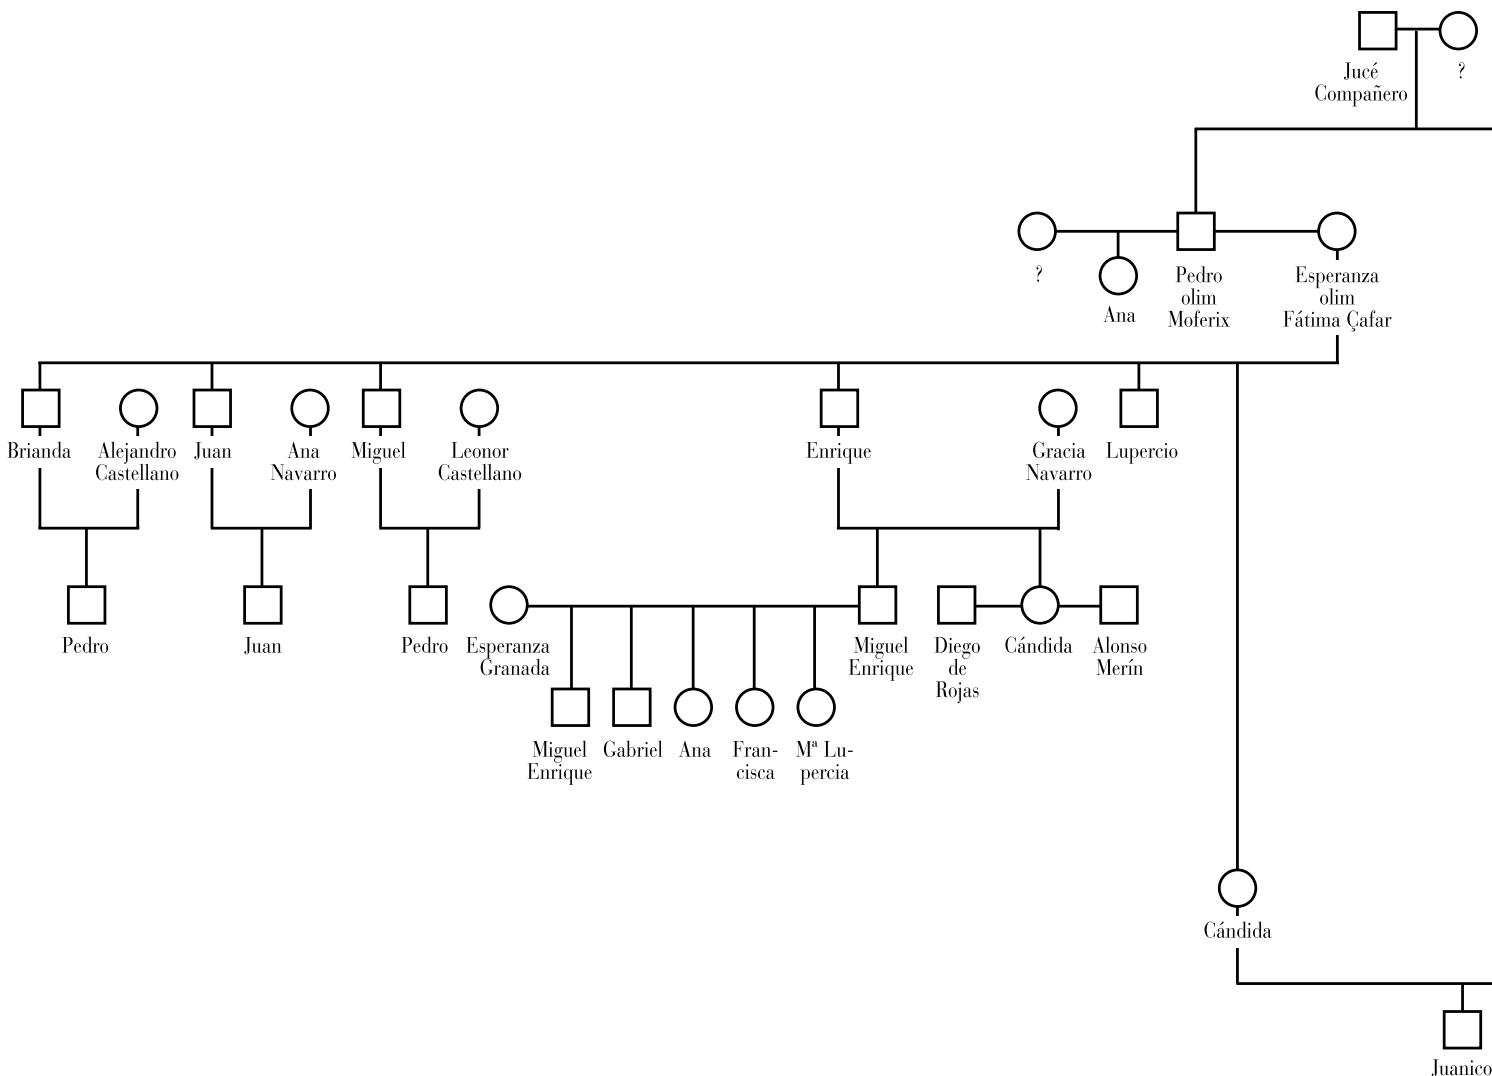 Jucé
Compañero
?
?
Ana
Pedro
olim
Moferix
Esperanza
olim
Fátima Çafar
Brianda
Alejandro
Castellano
Juan
Ana
Navarro
Miguel
Leonor
Castellano
Enrique
Gracia
Navarro
Lupercio
Pedro
Juan
Pedro
Esperanza
Granada
Miguel
Enrique
Diego
de
Rojas
Cándida
Alonso
Merín
Miguel
Enrique
Gabriel
Ana
Fran-
cisca
Mª Lu-
percia
Cándida
Juanico